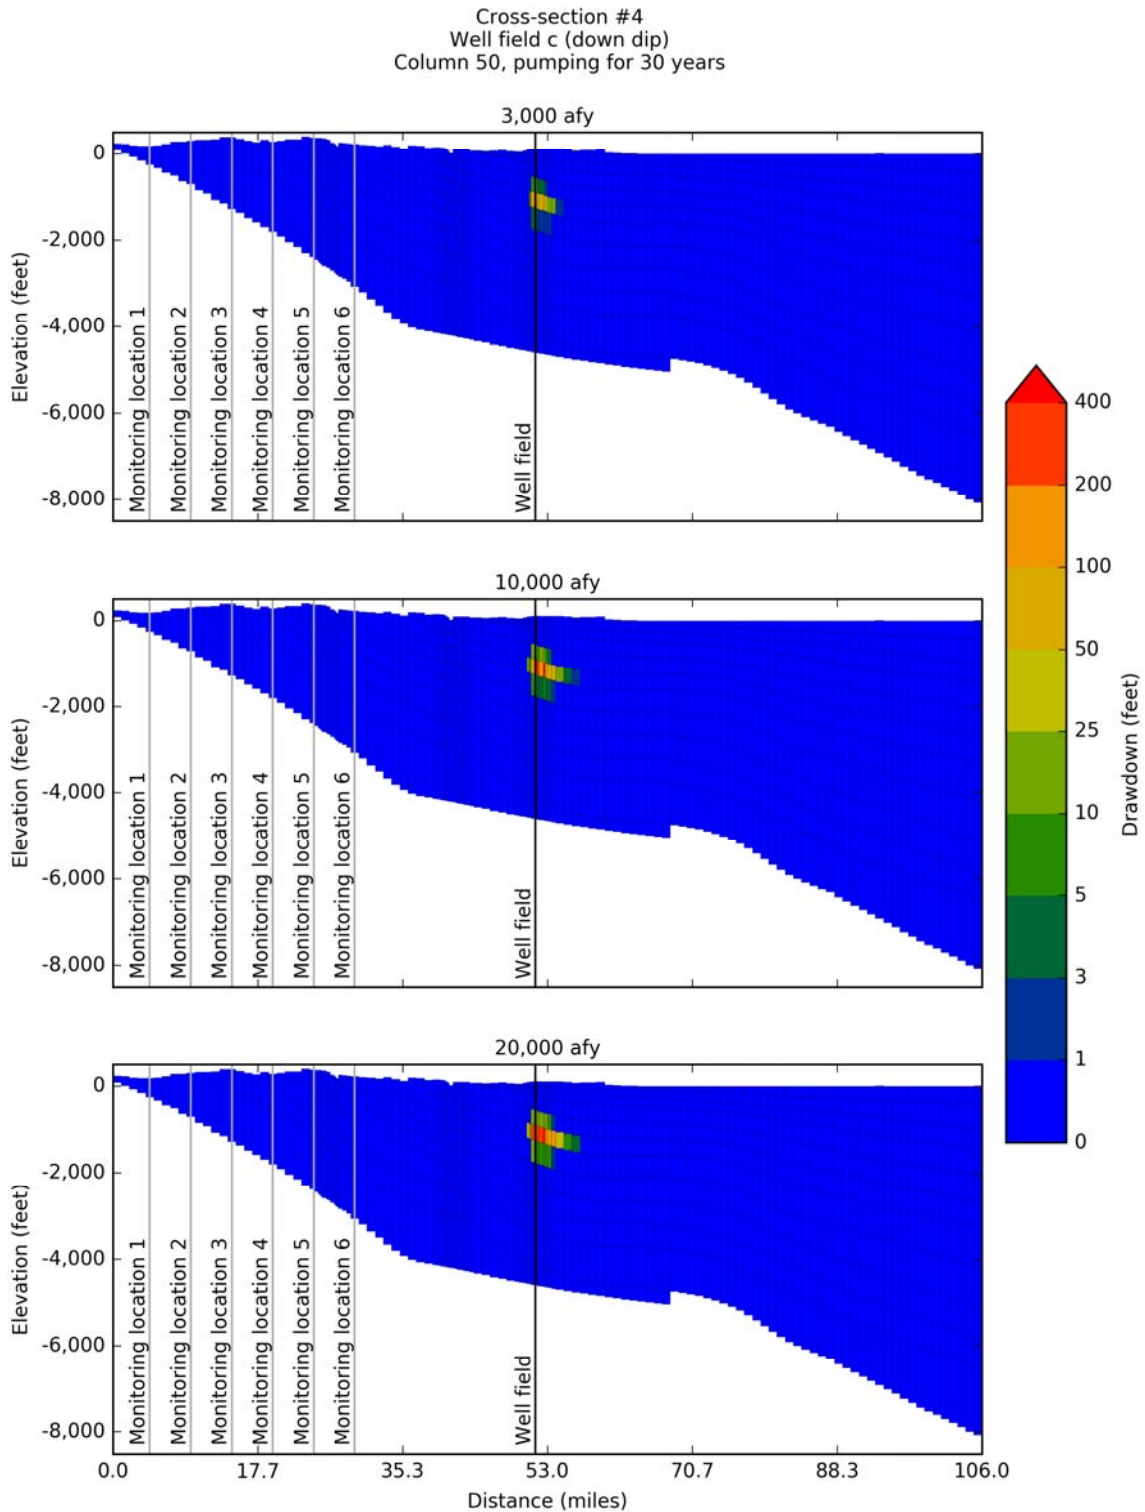 Cross-section #4
Well field c (down dip)
Column 50, pumping for 30 years
3,000 afy
0
-2,000
-4,000
-6,000
-8,000
Elevation (feet)
Monitoring location 1
Monitoring location 2
Monitoring location 3
Monitoring location 4
Monitoring location 5
Monitoring location 6
Well field
10,000 afy
0
-2,000
-4,000
-6,000
-8,000
Elevation (feet)
Monitoring location 1
Monitoring location 2
Monitoring location 3
Monitoring location 4
Monitoring location 5
Monitoring location 6
Well field
20,000 afy
0
-2,000
-4,000
-6,000
-8,000
Elevation (feet)
Monitoring location 1
Monitoring location 2
Monitoring location 3
Monitoring location 4
Monitoring location 5
Monitoring location 6
Well field
0.0 17.7 35.3 53.0 70.7 88.3 106.0
Distance (miles)
400
200
100
50
25
10
5
3
1
0
Drawdown (feet)